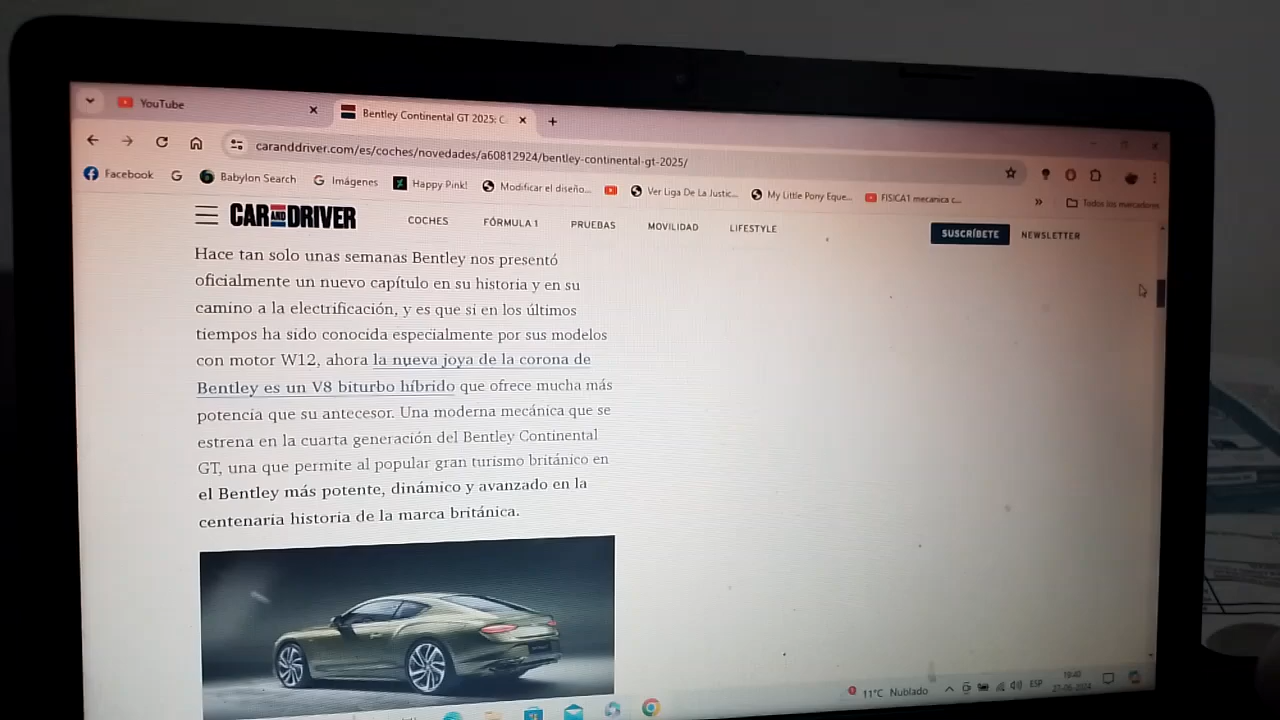 YouTube
Bentley Continental GT 2025: C
caranddriver.com/es/coches/novedades/a60812924/bentley-continental-gt-2025/
Facebook
Babylon Search
Imágenes
Happy Pink!
Modificar el diseño...
Ver Liga De La Justic...
My Little Pony Eque...
FISICA1 mecanica c...
Todos los marcadores
CAR AND DRIVER
COCHES
FÓRMULA 1
PRUEBAS
MOVILIDAD
LIFESTYLE
SUSCRÍBETE
NEWSLETTER
Hace tan solo unas semanas Bentley nos presentó
oficialmente un nuevo capítulo en su historia y en su
camino a la electrificación, y es que si en los últimos
tiempos ha sido conocida especialmente por sus modelos
con motor W12, ahora la nueva joya de la corona de
Bentley es un V8 biturbo híbrido que ofrece mucha más
potencia que su antecesor. Una moderna mecánica que se
estrena en la cuarta generación del Bentley Continental
GT, una que permite al popular gran turismo británico en
el Bentley más potente, dinámico y avanzado en la
centenaria historia de la marca británica.
11°C Nublado
ESP
27-06-2024